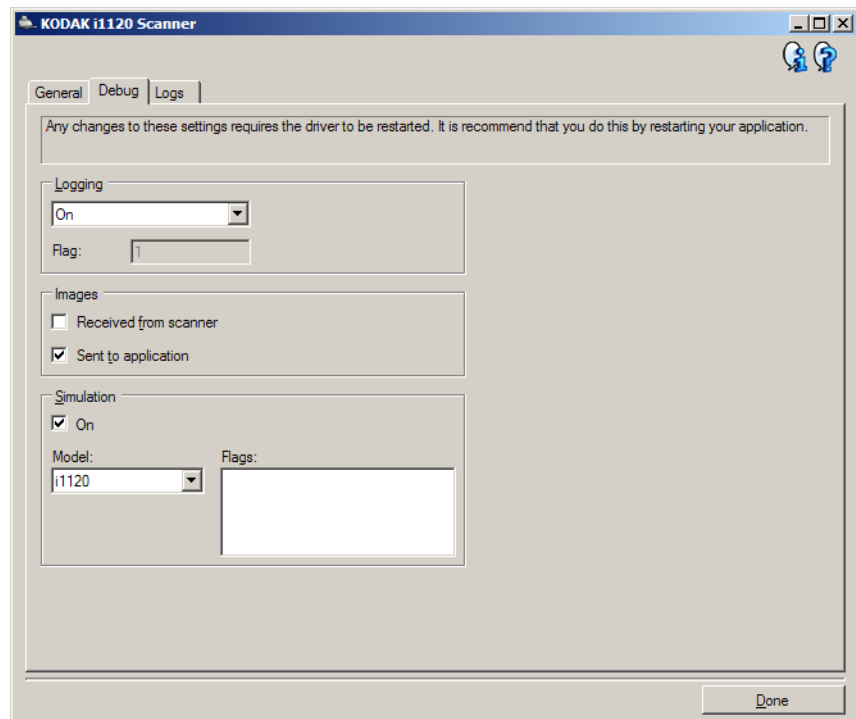 KODAK i1120 Scanner
General Debug Logs
Any changes to these settings requires the driver to be restarted. It is recommend that you do this by restarting your application.
Logging
On
Flag: 1
Images
Received from scanner
Sent to application
Simulation
On
Model: Flags:
i1120
Done